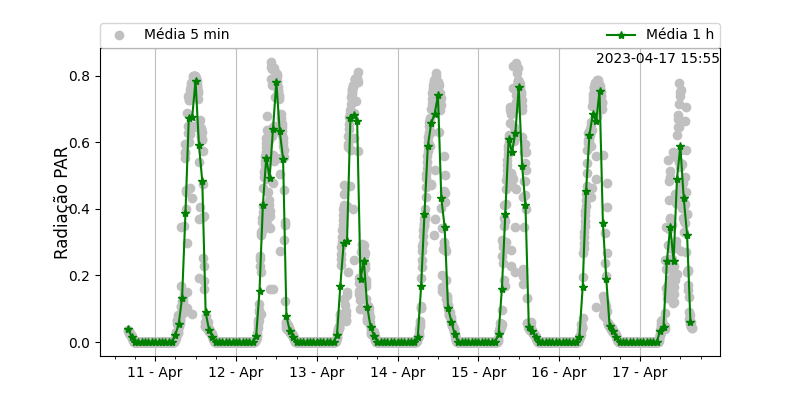 Média 5 min
Média 1 h
2023-04-17 15:55
Radiação PAR
0.8
0.6
0.4
0.2
0.0
11 - Apr
12 - Apr
13 - Apr
14 - Apr
15 - Apr
16 - Apr
17 - Apr